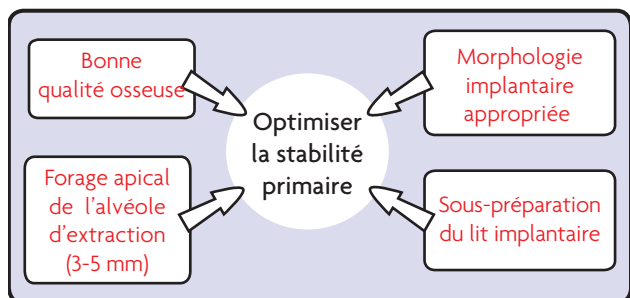 Bonne
qualité osseuse
Morphologie
implantaire
appropriée
Optimiser
la stabilité
primaire
Forage apical
de l'alvéole
d'extraction
(3-5 mm)
Sous-préparation
du lit implantaire